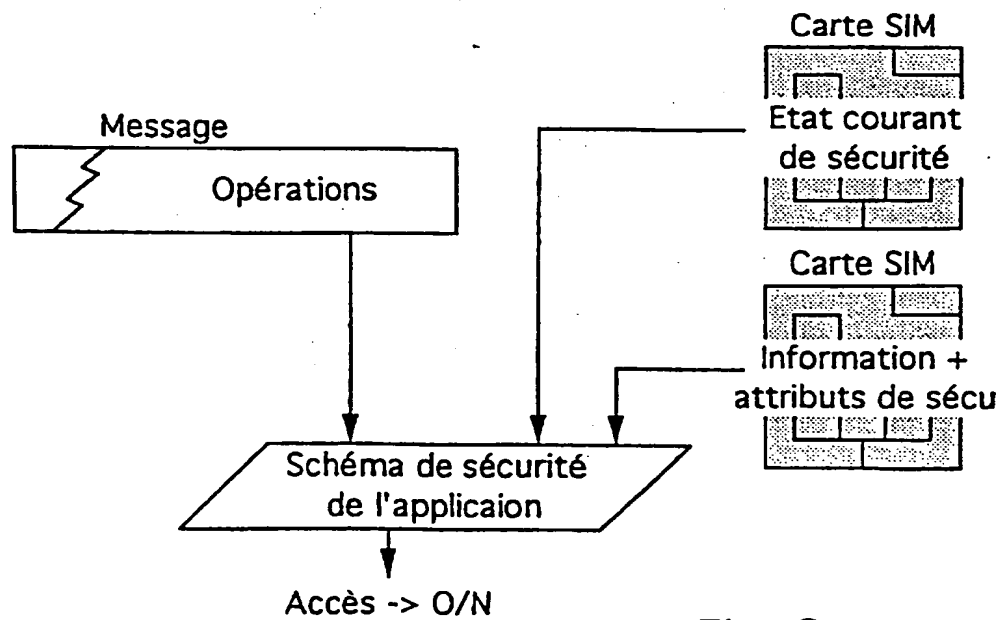 Carte SIM
Message
Etat courant
de sécurité
Opérations
Carte SIM
Information +
attributs de sécu
Schéma de sécurité
de l'applicaion
Accès -> O/N